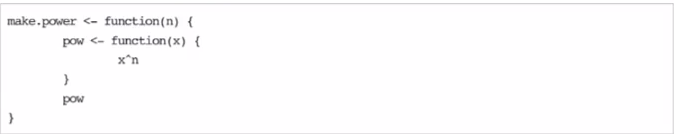 make.power <- function(n) {
        pow <- function(x) {
                x^n
        }
        pow
}